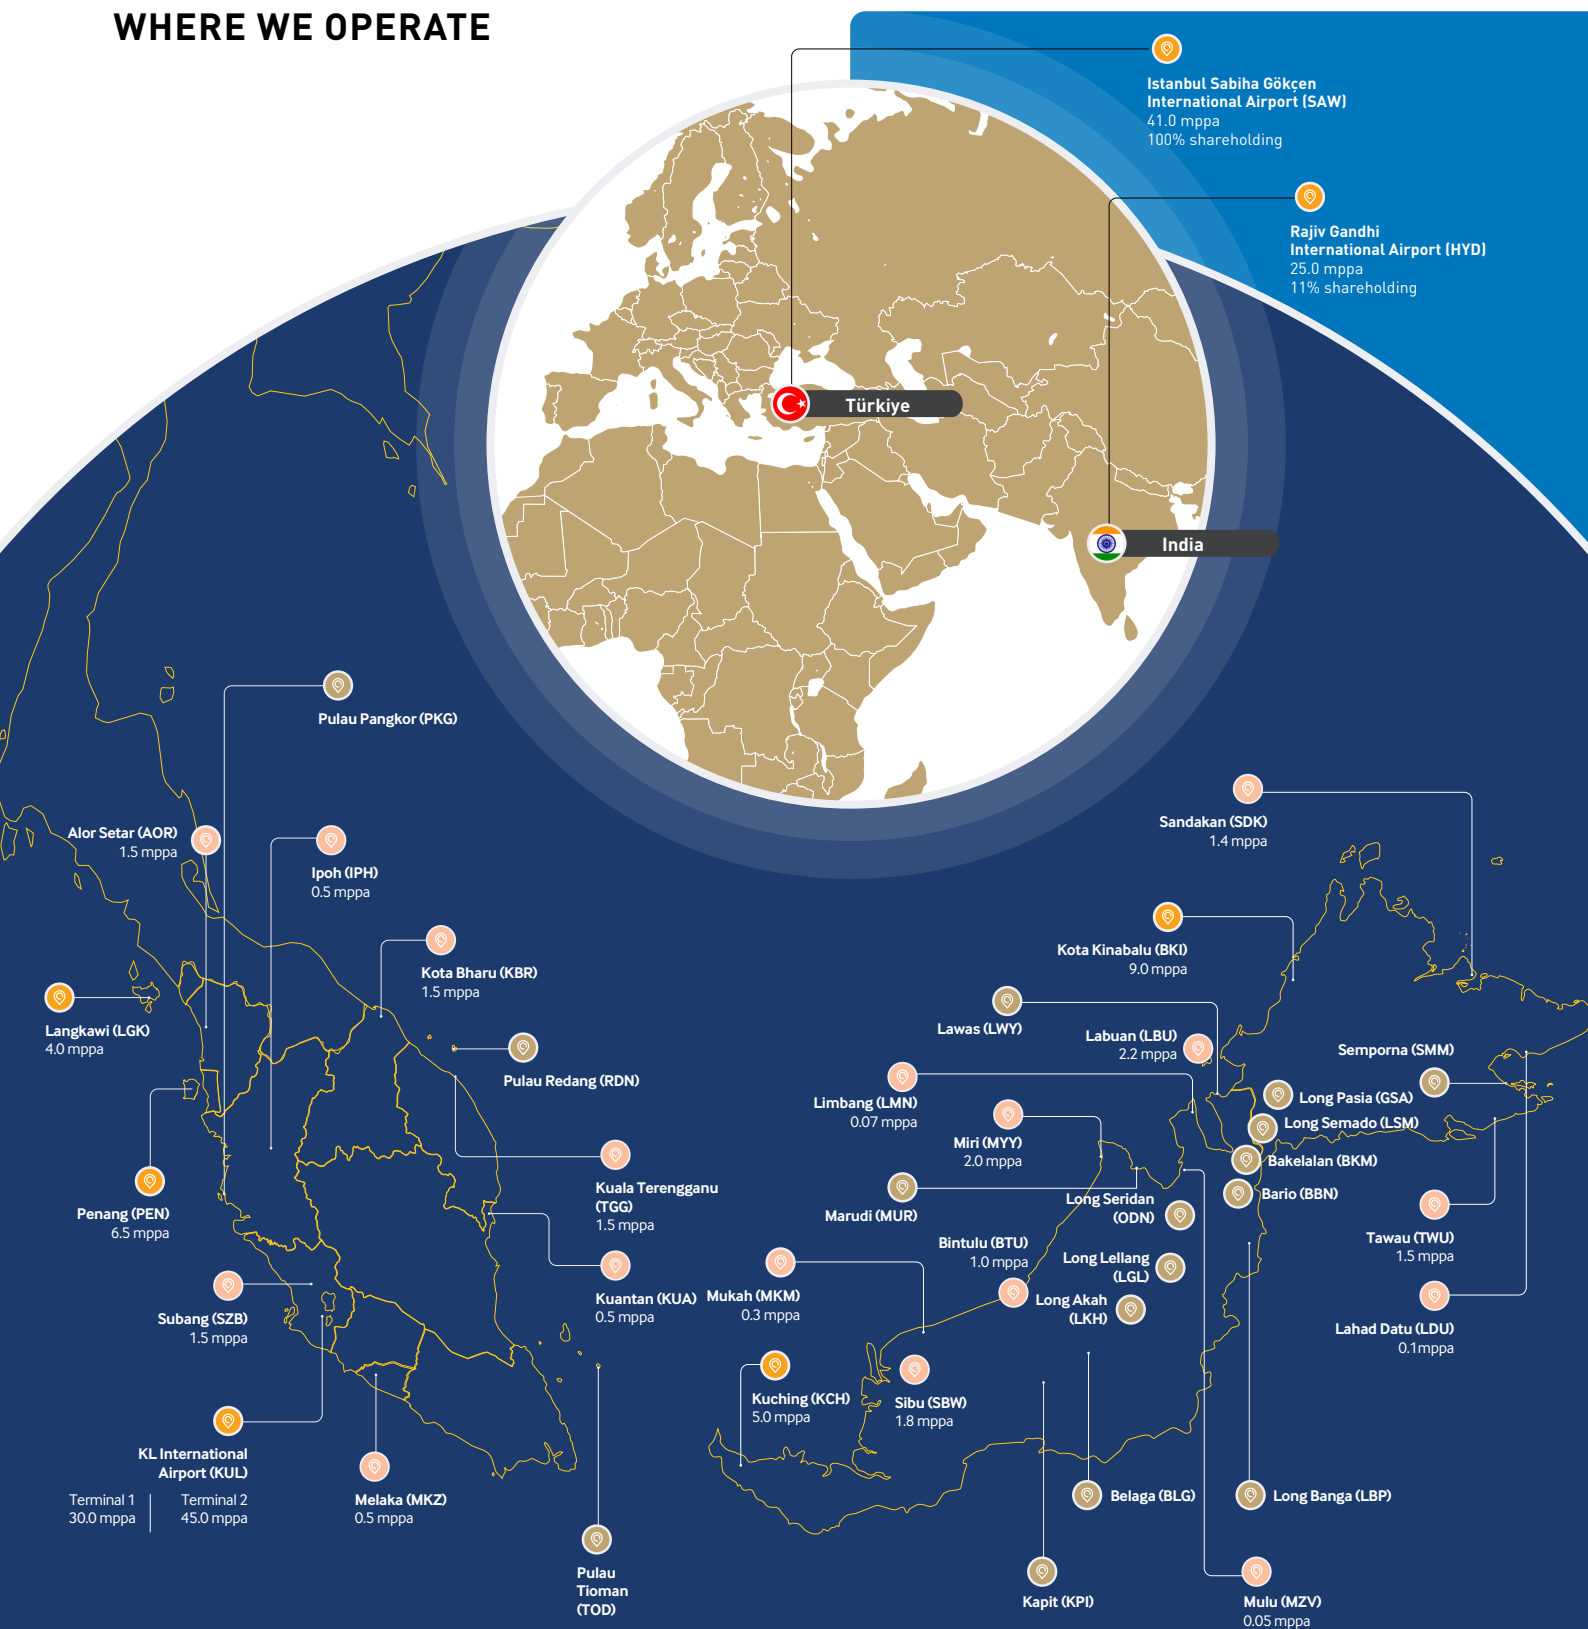 WHERE WE OPERATE
Istanbul Sabiha Gökçen
International Airport (SAW)
41.0 mppa
100% shareholding
Rajiv Gandhi
International Airport (HYD)
25.0 mppa
11% shareholding
Türkiye
India
Pulau Pangkor (PKG)
Alor Setar (AOR)
1.5 mppa
Ipoh (IPH)
0.5 mppa
Kota Bharu (KBR)
1.5 mppa
Langkawi (LGK)
4.0 mppa
Pulau Redang (RDN)
Penang (PEN)
6.5 mppa
Kuala Terengganu
(TGG)
1.5 mppa
Kuantan (KUA)
0.5 mppa
Subang (SZB)
1.5 mppa
KL International
Airport (KUL)
Terminal 1
30.0 mppa
Terminal 2
45.0 mppa
Melaka (MKZ)
0.5 mppa
Pulau
Tioman
(TOD)
Sandakan (SDK)
1.4 mppa
Kota Kinabalu (BKI)
9.0 mppa
Lawas (LWY)
Labuan (LBU)
2.2 mppa
Semporna (SMM)
Limbang (LMN)
0.07 mppa
Long Pasia (GSA)
Miri (MYY)
2.0 mppa
Long Semado (LSM)
Bakelalan (BKM)
Marudi (MUR)
Long Seridan
(ODN)
Bario (BBN)
Tawau (TWU)
1.5 mppa
Bintulu (BTU)
1.0 mppa
Long Lellang
(LGL)
Mukah (MKM)
0.3 mppa
Long Akah
(LKH)
Lahad Datu (LDU)
0.1mppa
Kuching (KCH)
5.0 mppa
Sibu (SBW)
1.8 mppa
Belaga (BLG)
Long Banga (LBP)
Kapit (KPI)
Mulu (MZV)
0.05 mppa